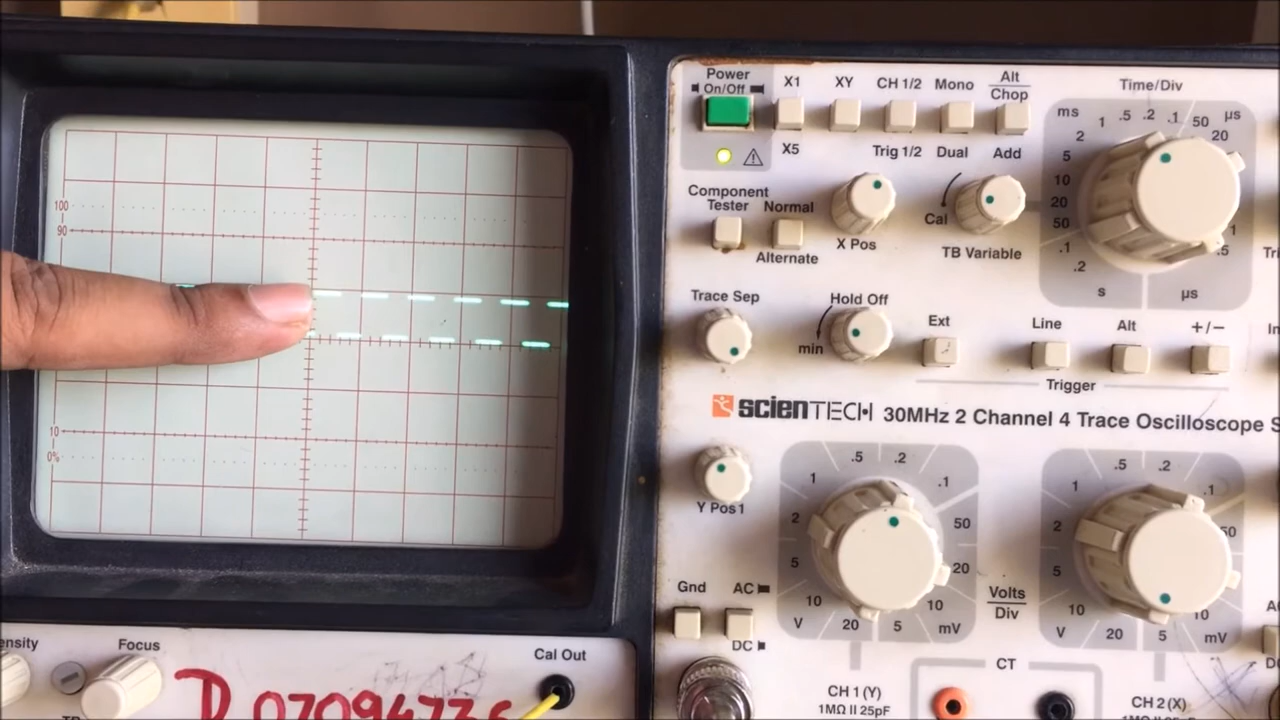 Power
On/Off
X1
XY
CH 1/2
Mono
Alt
Chop
X5
Trig 1/2
Dual
Add
Time/Div
ms
2
1
.5
.2
.1
50
µs
20
5
10
20
50
.1
.2
s
µs
.5
.1
Component
Tester
Normal
Alternate
X Pos
Cal
TB Variable
100
90
10
0%
Trace Sep
Hold Off
min
Ext
Line
Alt
+/−
Trigger
scienTECH 30MHz 2 Channel 4 Trace Oscilloscope
Y Pos1
.5
.2
1
.1
2
50
5
20
10
10
V
20
5
mV
Volts
Div
.5
.2
1
.1
2
50
5
10
10
V
20
5
mV
Gnd
AC
DC
CT
CH 1 (Y)
1MΩ II 25pF
CH 2 (X)
Focus
Cal Out